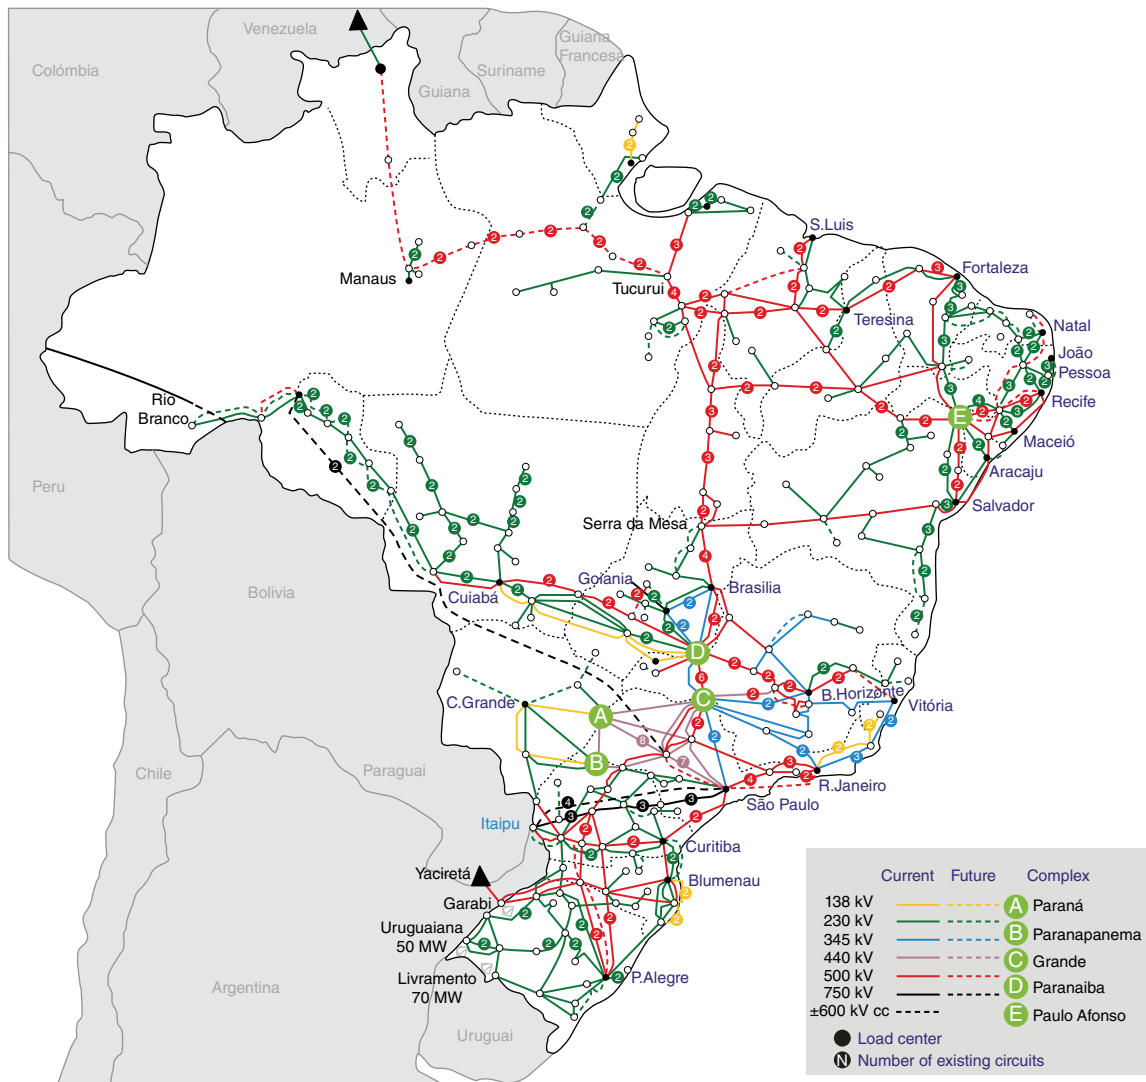 Venezuela
Guiana
Francesa
Colómbia
Suriname
Guiana
S.Luis
Manaus
Tucurui
Fortaleza
Teresina
Natal
João
Pessoa
Rio
Branco
Recife
E
Maceió
Aracaju
Peru
Salvador
Serra da Mesa
Bolivia
Cuiabá
Goiania
Brasilia
D
C.Grande
A
C
B.Horizonte
Vitória
B
Chile
Paraguai
R.Janeiro
São Paulo
Itaipu
Curitiba
Yaciretá
Blumenau
Garabi
Uruguaiana
50 MW
Livramento
70 MW
P.Alegre
Argentina
Uruguai
Current Future Complex
138 kV A Paraná
230 kV
345 kV B Paranapanema
440 kV C Grande
500 kV
750 kV D Paranaiba
±600 kV cc E Paulo Afonso
Load center
N Number of existing circuits